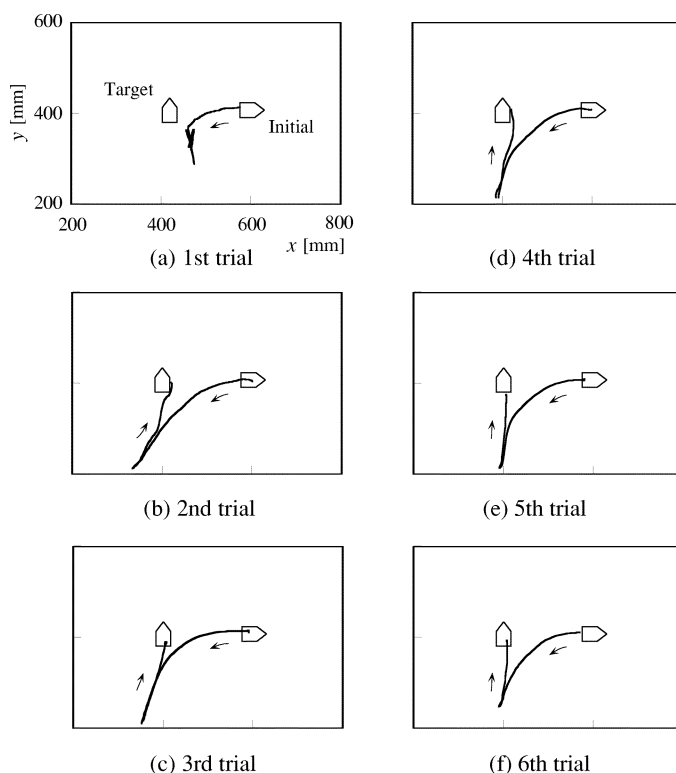 600
y [mm]
400
200
Target
Initial
200 400 600 800
x [mm]
(a) 1st trial
(d) 4th trial
(b) 2nd trial
(e) 5th trial
(c) 3rd trial
(f) 6th trial